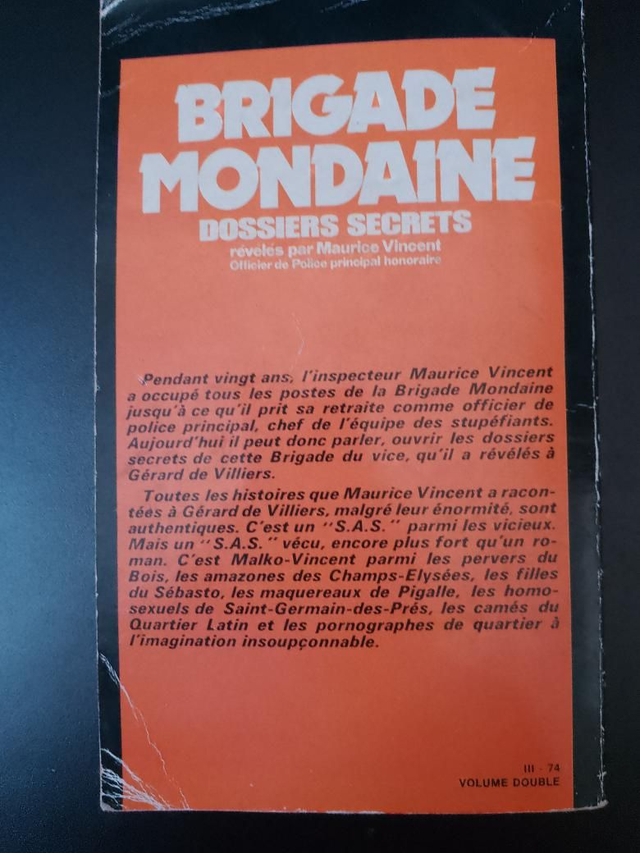 BRIGADE
MONDAINE
DOSSIERS SECRETS
révélés par Maurice Vincent
Officier de Police principal honoraire
Pendant vingt ans, l'inspecteur Maurice Vincent
a occupé tous les postes de la Brigade Mondaine
jusqu'à ce qu'il prit sa retraite comme officier de
police principal, chef de l'équipe des stupéfiants.
Aujourd'hui il peut donc parler, ouvrir les dossiers
secrets de cette Brigade du vice, qu'il a révélés à
Gérard de Villiers.
Toutes les histoires que Maurice Vincent a racon-
tées à Gérard de Villiers, malgré leur énormité, sont
authentiques. C'est un "S.A.S." parmi les vicieux.
Mais un "S.A.S." vécu, encore plus fort qu'un ro-
man. C'est Malko-Vincent parmi les pervers du
Bois, les amazones des Champs-Elysées, les filles
du Sébasto, les maquereaux de Pigalle, les homo-
sexuels de Saint-Germain-des-Prés, les camés du
Quartier Latin et les pornographes de quartier à
l'imagination insoupçonnable.
III - 74
VOLUME DOUBLE